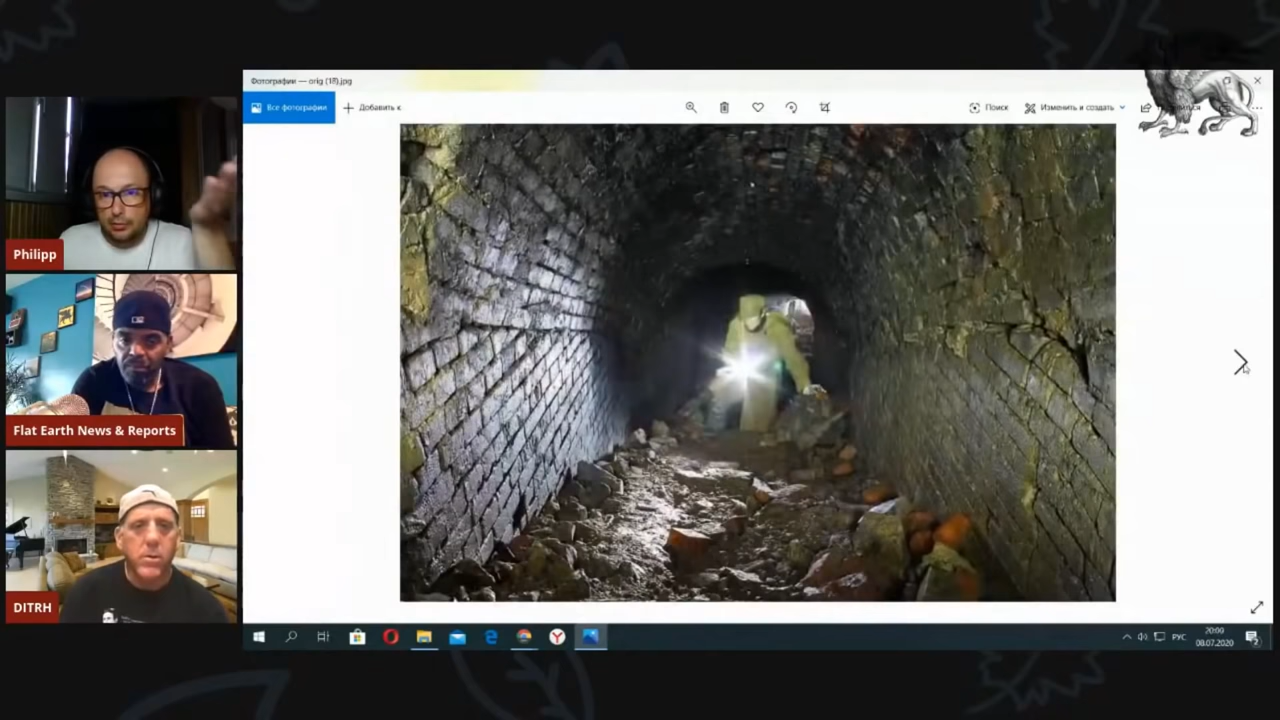 Фотографии — orig (18).jpg
Все фотографии
Добавить к
Поиск
Изменить и создать
Philipp
Flat Earth News & Reports
DITRH
РУС
20:00
08.07.2020